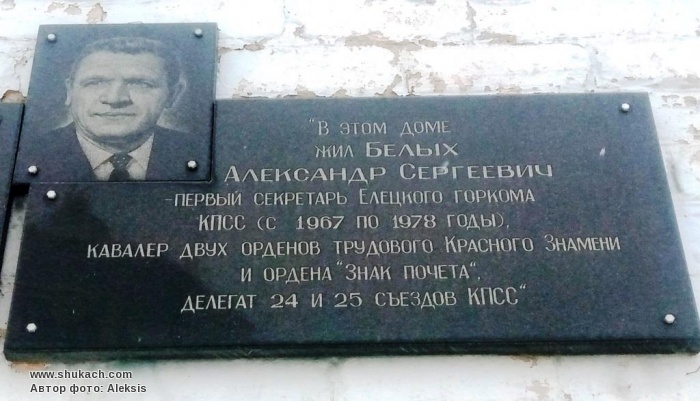 "В этом доме
жил Белых
Александр Сергеевич
-первый секретарь Елецкого горкома
КПСС (с 1967 по 1978 годы),
кавалер двух орденов Трудового Красного Знамени
и ордена "Знак почета",
делегат 24 и 25 съездов КПСС"
www.shukach.com
Автор фото: Aleksis